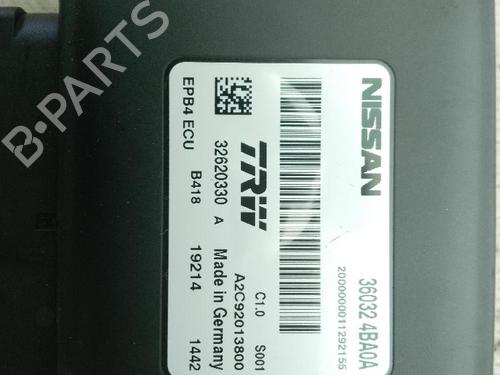 NISSAN
36032 4BA0A
2000000011292155
TRW
C1.0 S001
32620330 A
A2C92013800
Made in Germany
EPB4 ECU B418 19214 1442
B-PARTS